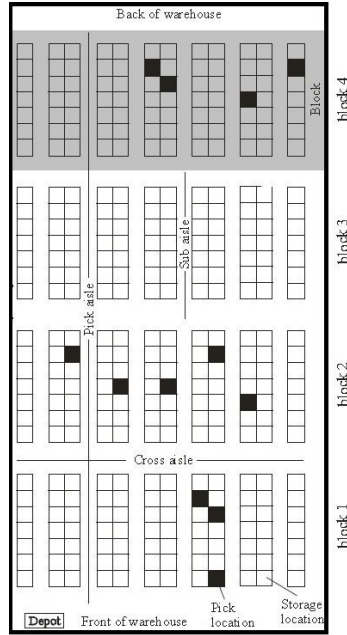 Back of warehouse
Block
block 4
Sub aisle
block 3
Pick aisle
block 2
Cross aisle
block 1
Depot
Front of warehouse
Pick
location
Storage
location